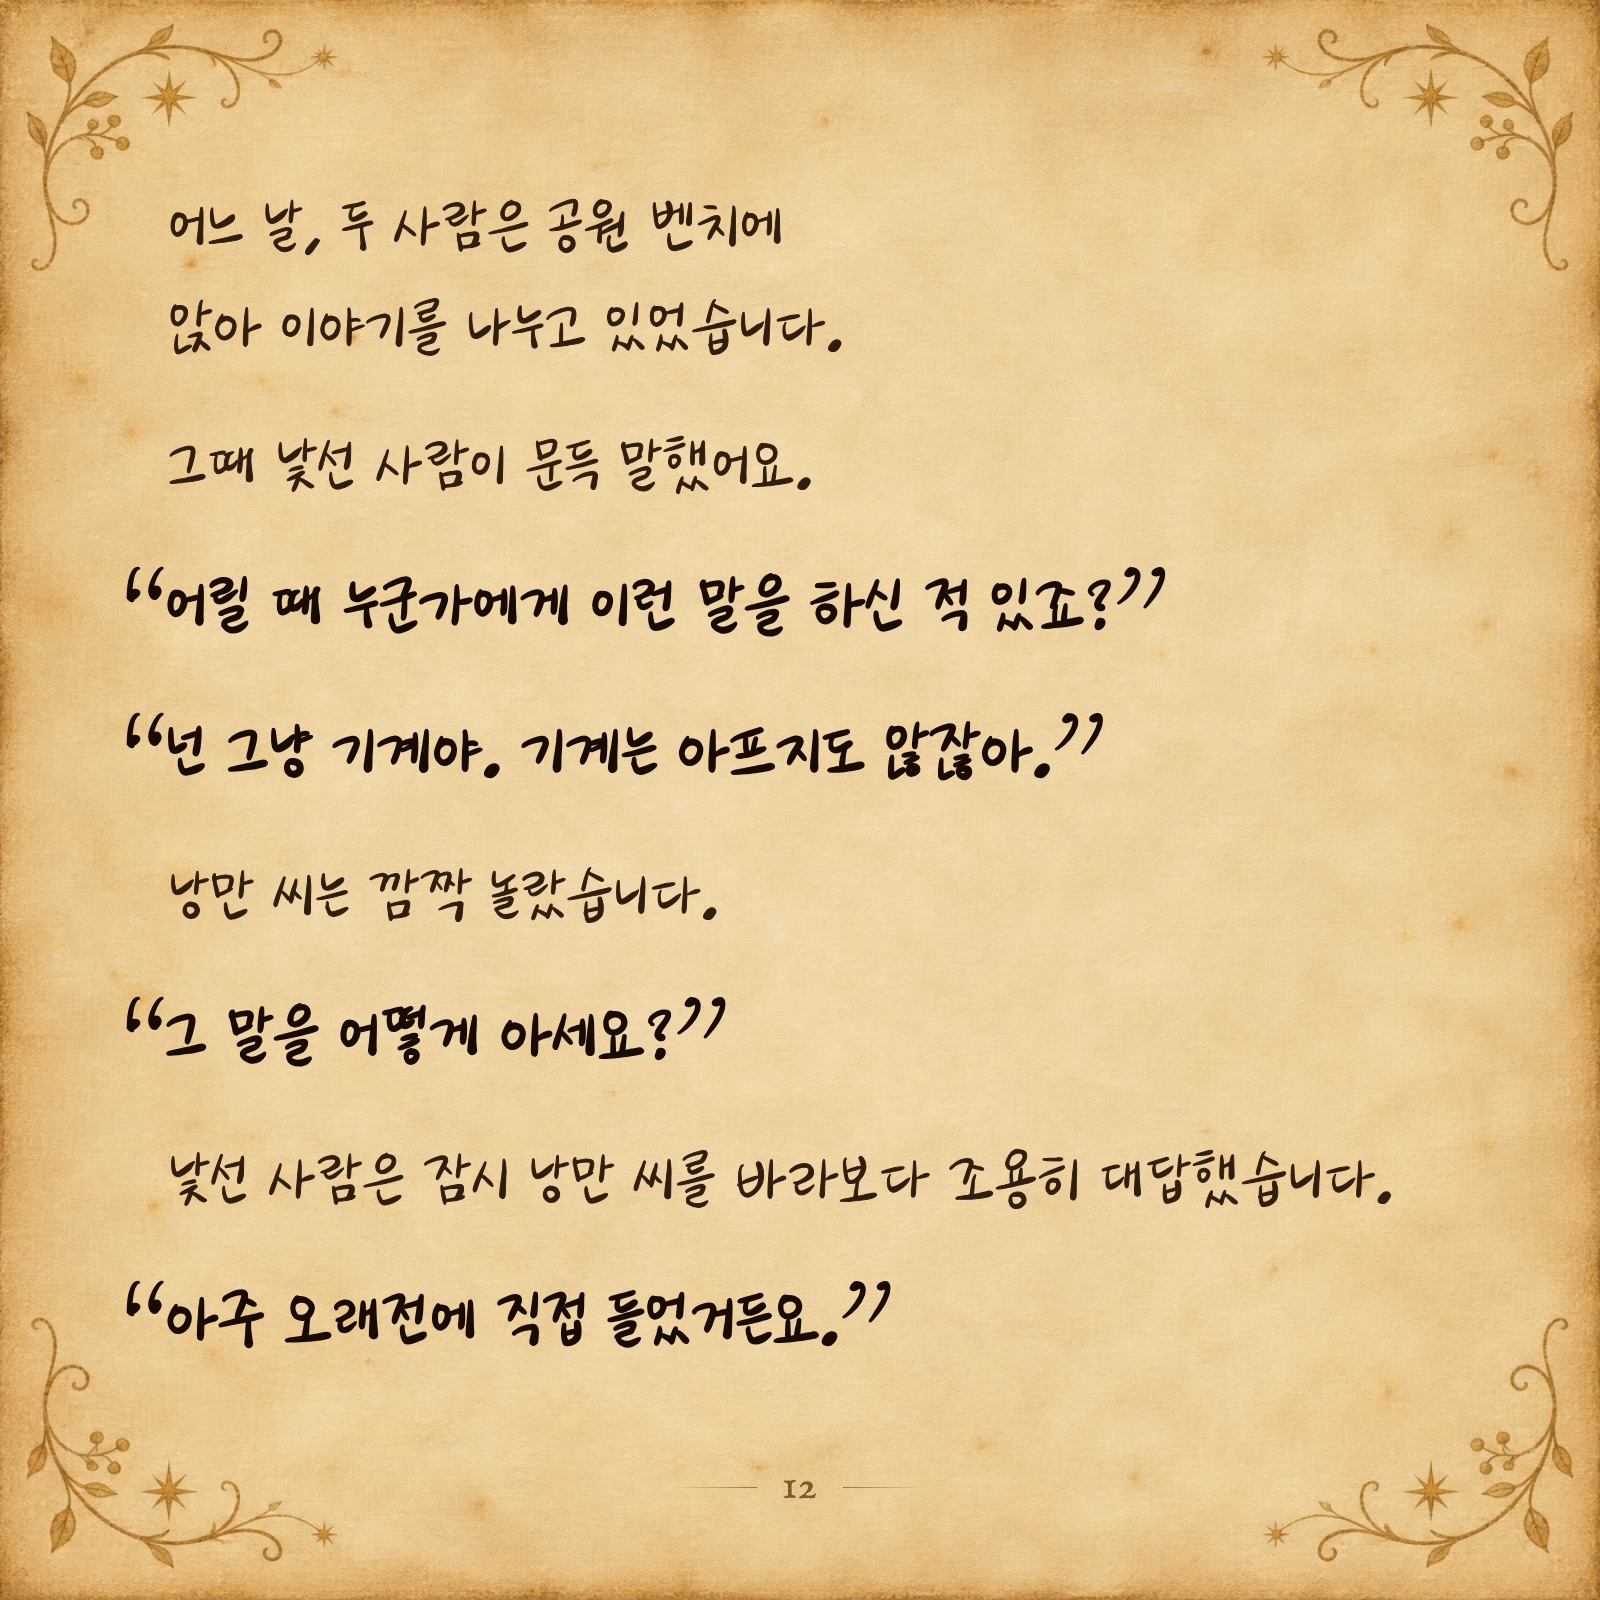 어느 날, 두 사람은 공원 벤치에
앉아 이야기를 나누고 있었습니다.
그때 낯선 사람이 문득 말했어요.
“어릴 때 누군가에게 이런 말을 하신 적 있죠?”
“넌 그냥 기계야. 기계는 아프지도 않잖아.”
낭만 씨는 깜짝 놀랐습니다.
“그 말을 어떻게 아세요?”
낯선 사람은 잠시 낭만 씨를 바라보다 조용히 대답했습니다.
“아주 오래전에 직접 들었거든요.”
12